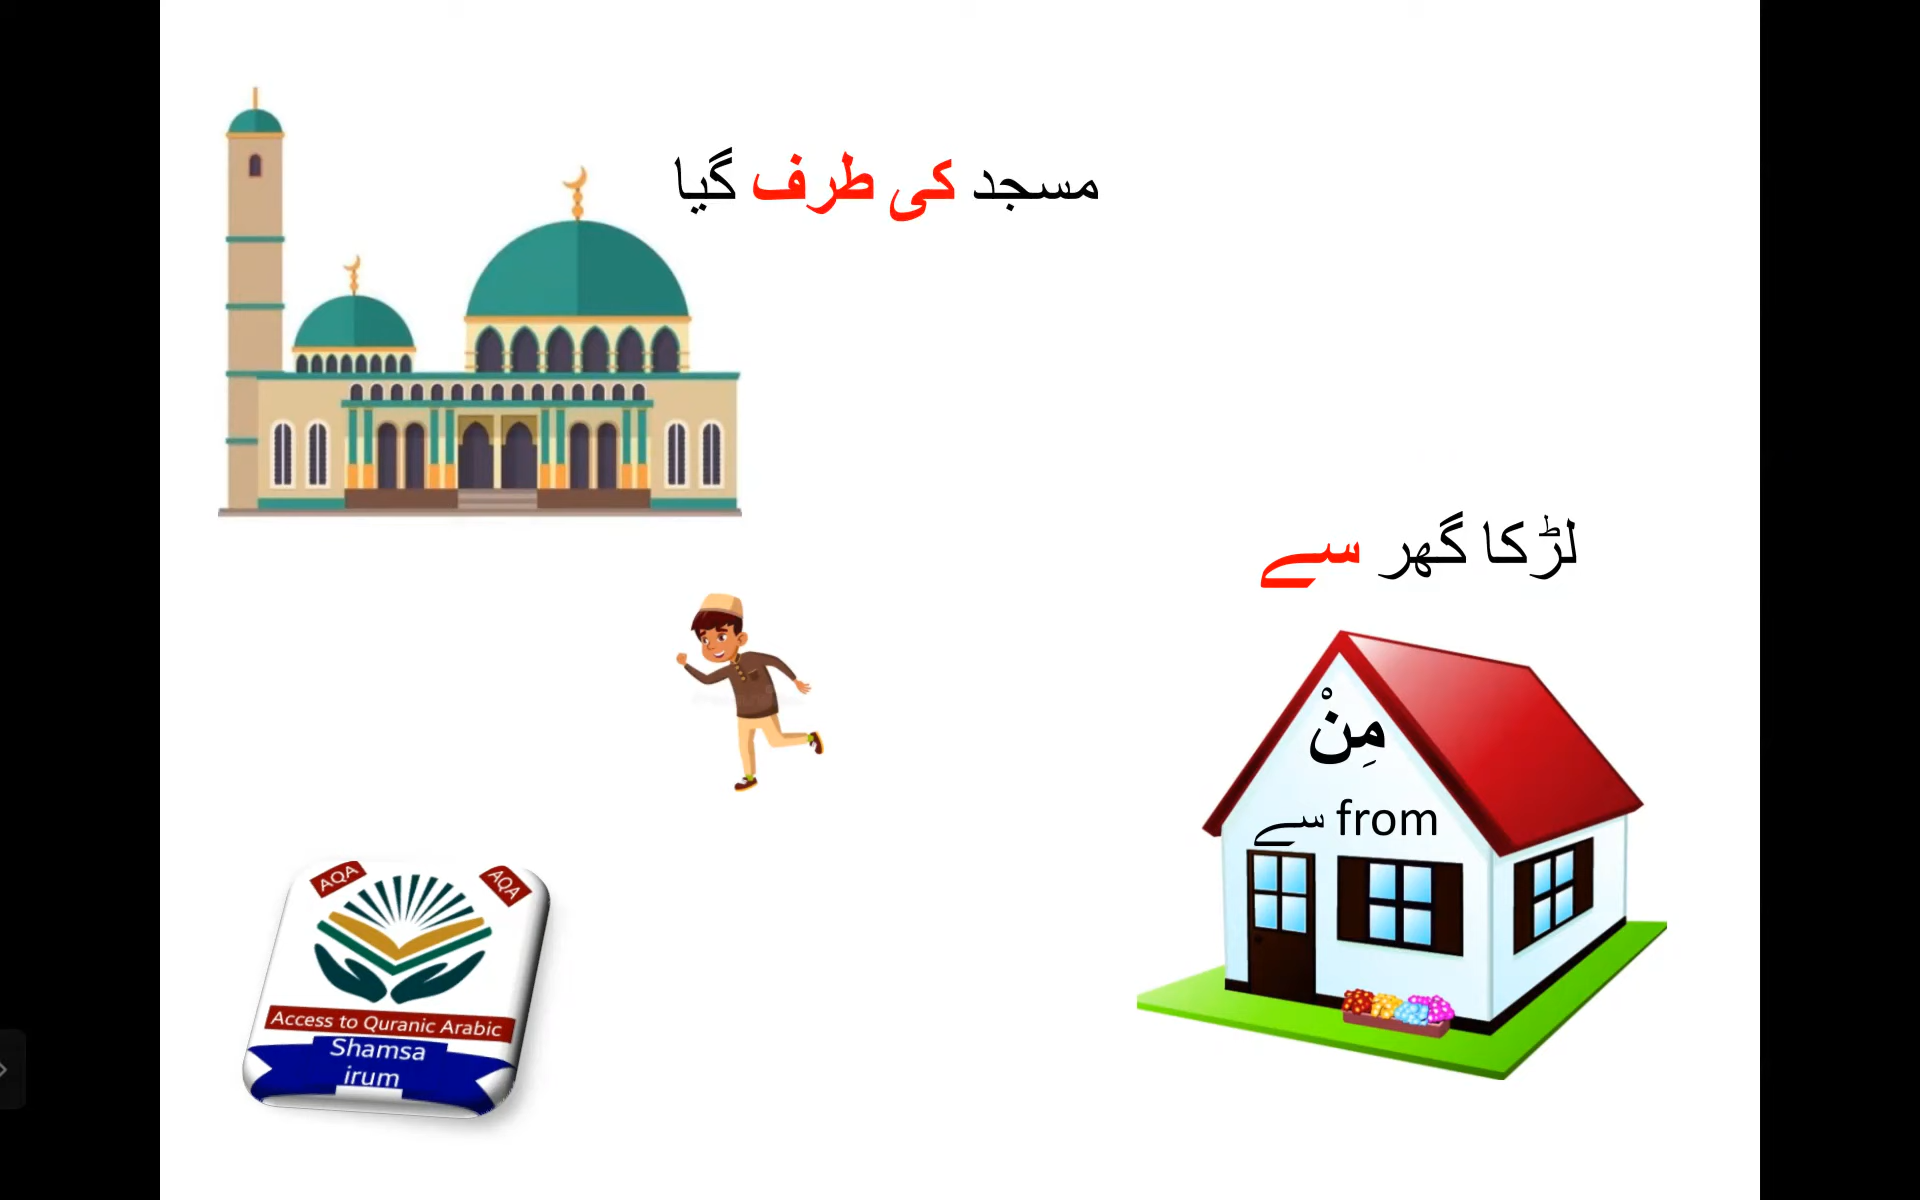 مسجد کی طرف گیا
لڑکا گھر سے
مِنْ
from سے
AQA
AQA
Access to Quranic Arabic
Shamsa
irum